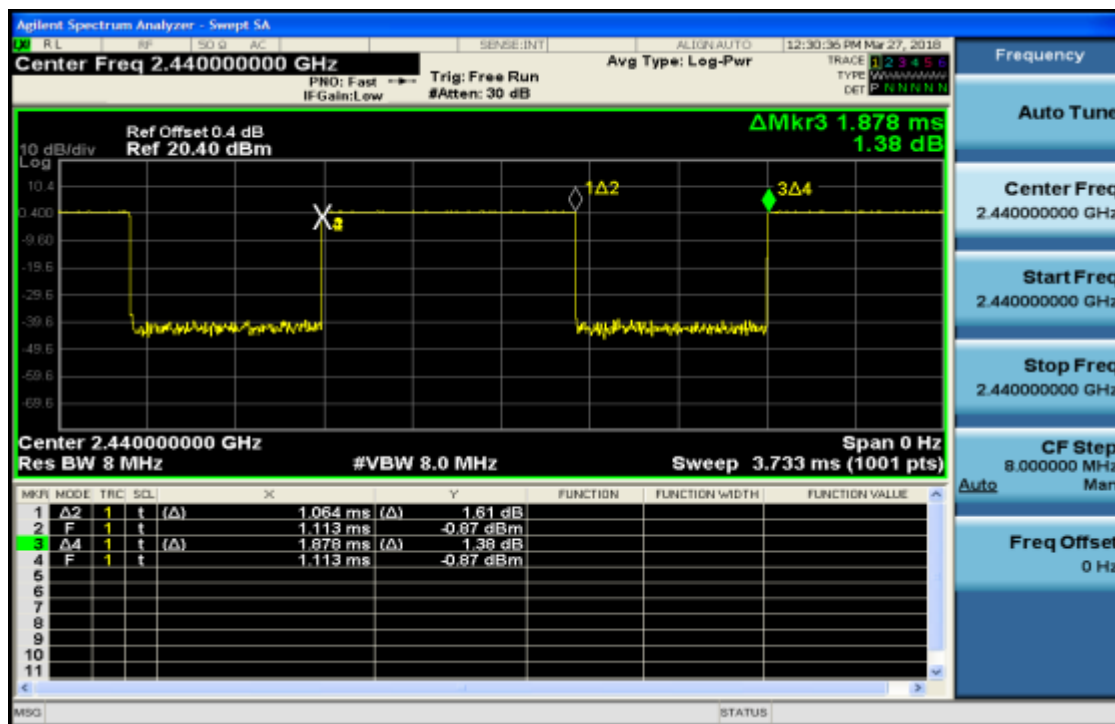 Agilent Spectrum Analyzer - Swept SA
RL RF 50 Ω AC SENSE:INT ALIGN AUTO 12:30:36 PM Mar 27, 2018
Center Freq 2.440000000 GHz
PNO: Fast
IFGain:Low
Trig: Free Run
#Atten: 30 dB
Avg Type: Log-Pwr
TRACE 1 2 3 4 5 6
TYPE
DET P N N N N N
ΔMkr3 1.878 ms
1.38 dB
Ref Offset 0.4 dB
Ref 20.40 dBm
10 dB/div
Log
10.4
0.400
-9.60
-19.6
-29.6
-39.6
-49.6
-59.6
-69.6
1Δ2
3Δ4
Center 2.440000000 GHz Span 0 Hz
Res BW 8 MHz #VBW 8.0 MHz Sweep 3.733 ms (1001 pts)
MKR MODE TRC SCL X Y FUNCTION FUNCTION WIDTH FUNCTION VALUE
1 Δ2 1 t (Δ) 1.064 ms (Δ) 1.61 dB
2 F 1 t 1.113 ms -0.87 dBm
3 Δ4 1 t (Δ) 1.878 ms (Δ) 1.38 dB
4 F 1 t 1.113 ms -0.87 dBm
5
6
7
8
9
10
11
MSG STATUS
Frequency
Auto Tune
Center Freq
2.440000000 GHz
Start Freq
2.440000000 GHz
Stop Freq
2.440000000 GHz
CF Step
8.000000 MHz
Auto Man
Freq Offset
0 Hz